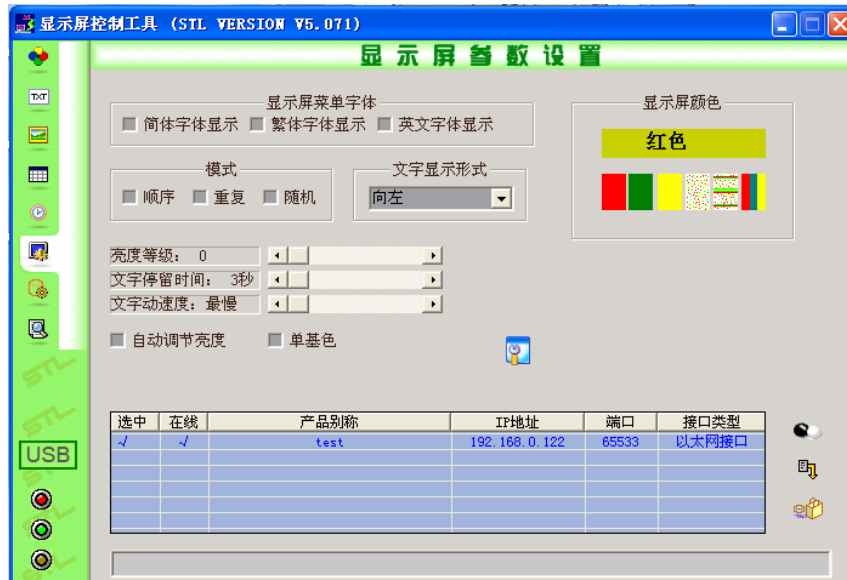 显示屏控制工具 (STL VERSION V5.071)
显示屏参数设置
TXT
显示屏菜单字体
简体字体显示 繁体字体显示 英文字体显示
显示屏颜色
红色
模式
顺序 重复 随机
文字显示形式
向左
亮度等级: 0
文字停留时间: 3秒
文字动速度: 最慢
自动调节亮度 单基色
STL
STL
USB
STL
STL
选中 在线 产品别称 IP地址 端口 接口类型
√ √ test 192.168.0.122 65533 以太网接口